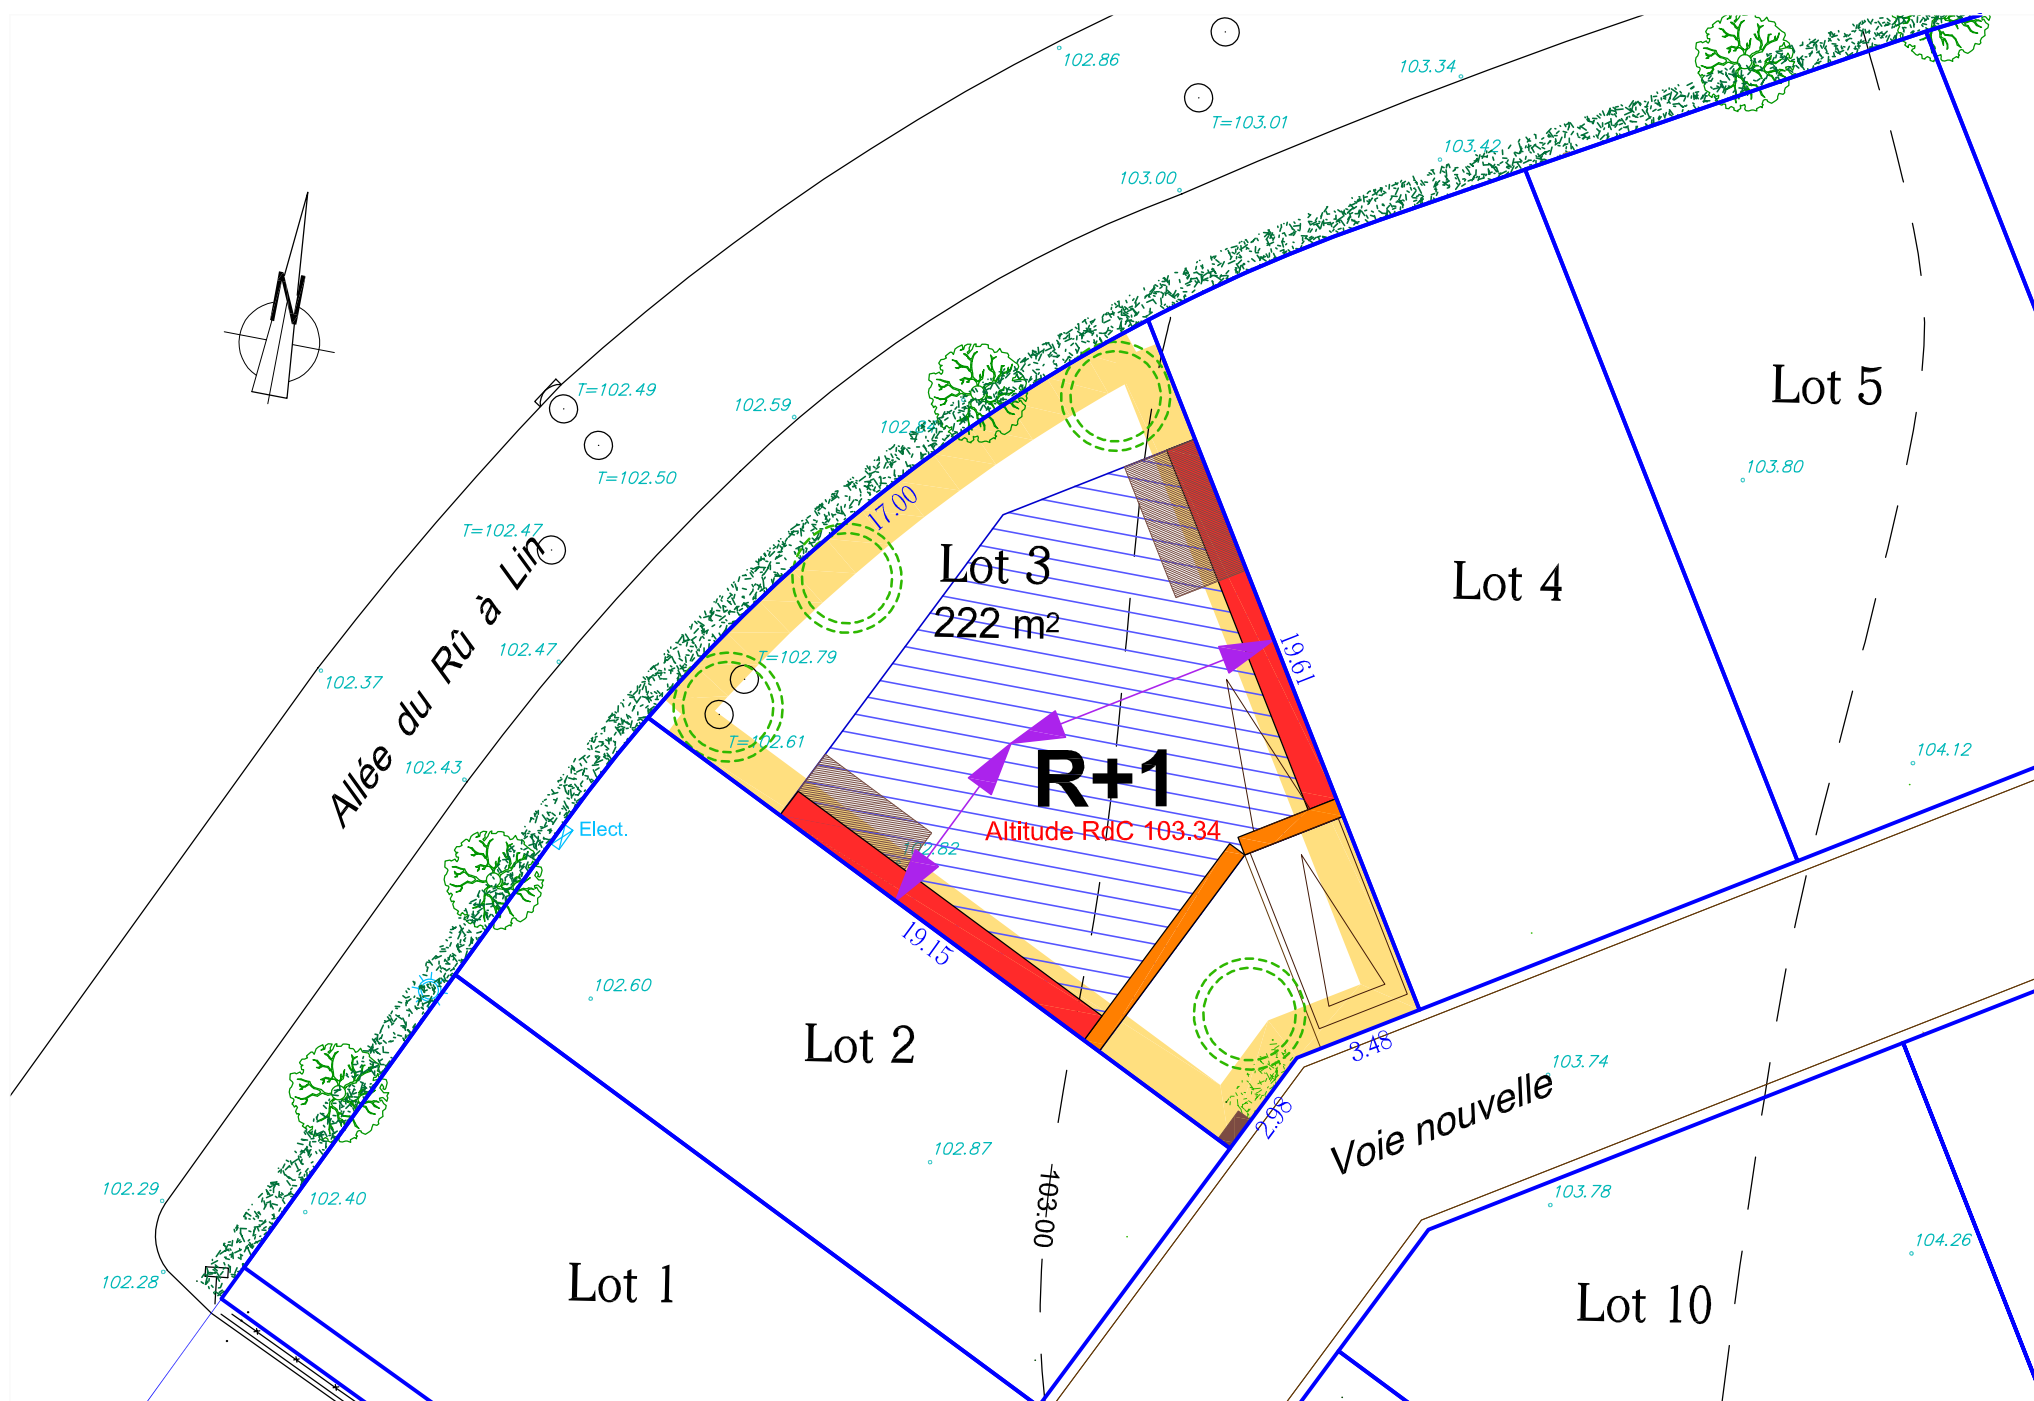 102.86
103.34
T=103.01
103.42
103.00
N
T=102.49
102.59
102.84
T=102.50
T=102.47
Lot 5
103.80
17.00
Lot 3
222 m²
Lot 4
Allée du Rû à Lin
102.47
T=102.79
102.37
19.61
T=102.61
102.43
R+1
Altitude RdC 103.34
104.12
Elect.
102.82
19.15
102.60
Lot 2
3.48
103.74
2.98
Voie nouvelle
102.87
103.00
102.29
102.40
103.78
104.26
102.28
Lot 1
Lot 10